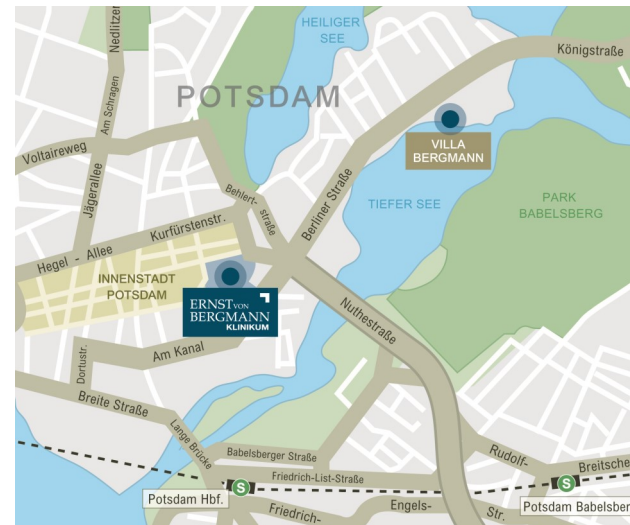 HEILIGER
SEE
Nedlitzer
Königstraße
Am Schragen
POTSDAM
VILLA
BERGMANN
Voltaireweg
Jägerallee
Behlert-
straße
Berliner Straße
TIEFER SEE
PARK
BABELSBERG
Kurfürstenstr.
Hegel - Allee
INNENSTADT
POTSDAM
ERNST VON
BERGMANN
KLINIKUM
Nuthestraße
Am Kanal
Dortustr.
Breite Straße
Lange Brücke
Babelsberger Straße
Rudolf-
Breitsche
Friedrich-List-Straße
S
S
Potsdam Hbf.
Friedrich-
Engels-
Str.
Potsdam Babelsber